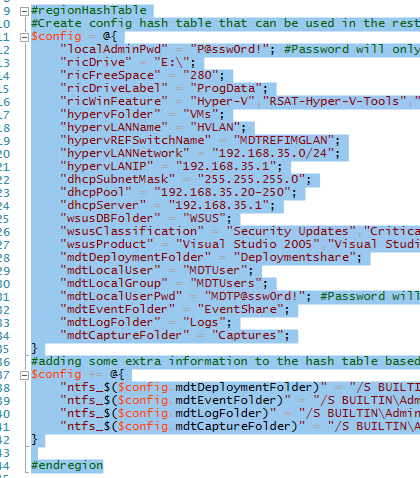 #regionHashTable
#Create config hash table that can be used in the rest
$config = @{
"localAdminPwd" = "P@ssw0rd!"; #Password will only
"ricDrive" = "E:\";
"ricFreeSpace" = "280";
"ricDriveLabel" = "ProgData";
"ricWinFeature" = "Hyper-V","RSAT-Hyper-V-Tools","
"hypervFolder" = "VMs";
"hypervLANName" = "HVLAN";
"hypervREFSwitchName" = "MDTREFIMGLAN";
"hypervLANNetwork" = "192.168.35.0/24";
"hypervLANIP" = "192.168.35.1";
"dhcpSubnetMask" = "255.255.255.0";
"dhcpPool" = "192.168.35.20-250";
"dhcpServer" = "192.168.35.1";
"wsusDBFolder" = "WSUS";
"wsusClassification" = "Security Updates","Critica
"wsusProduct" = "Visual Studio 2005","Visual Stud
"mdtDeploymentFolder" = "Deploymentshare";
"mdtLocalUser" = "MDTUser";
"mdtLocalGroup" = "MDTUsers";
"mdtLocalUserPwd" = "MDTP@ssw0rd!"; #Password will
"mdtEventFolder" = "EventShare";
"mdtLogFolder" = "Logs";
"mdtCaptureFolder" = "Captures";
}
#adding some extra information to the hash table based
$config += @{
"ntfs_$($config.mdtDeploymentFolder)" = "/S BUILTI
"ntfs_$($config.mdtEventFolder)" = "/S BUILTIN\Adm
"ntfs_$($config.mdtLogFolder)" = "/S BUILTIN\Admin
"ntfs_$($config.mdtCaptureFolder)" = "/S BUILTIN\A
}
#endregion